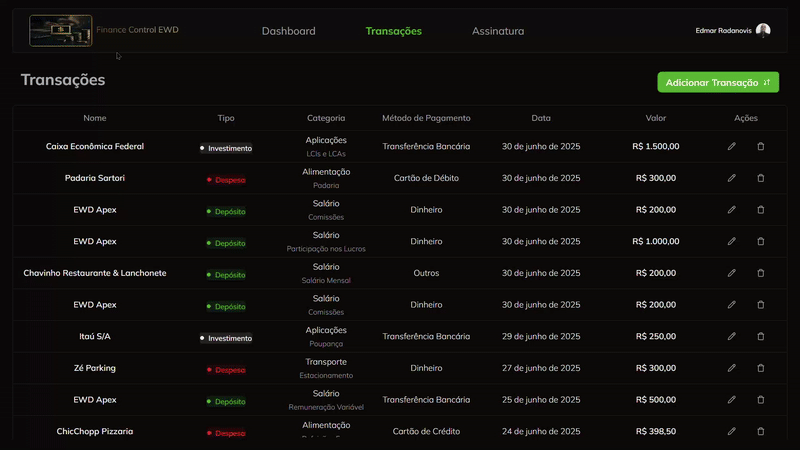 Finance Control EWD Dashboard Transações Assinatura Edmar Radanovis
Transações
Adicionar Transação
Nome Tipo Categoria Método de Pagamento Data Valor Ações
Caixa Econômica Federal Investimento Aplicações LCIs e LCAs Transferência Bancária 30 de junho de 2025 R$ 1.500,00
Padaria Sartori Despesa Alimentação Padaria Cartão de Débito 30 de junho de 2025 R$ 300,00
EWD Apex Depósito Salário Comissões Dinheiro 30 de junho de 2025 R$ 200,00
EWD Apex Depósito Salário Participação nos Lucros Dinheiro 30 de junho de 2025 R$ 1.000,00
Chavinho Restaurante & Lanchonete Depósito Salário Salário Mensal Outros 30 de junho de 2025 R$ 200,00
EWD Apex Depósito Salário Comissões Dinheiro 30 de junho de 2025 R$ 200,00
Itaú S/A Investimento Aplicações Poupança Transferência Bancária 29 de junho de 2025 R$ 250,00
Zé Parking Despesa Transporte Estacionamento Dinheiro 27 de junho de 2025 R$ 300,00
EWD Apex Depósito Salário Remuneração Variável Transferência Bancária 25 de junho de 2025 R$ 500,00
ChicChopp Pizzaria Despesa Alimentação Cartão de Crédito 24 de junho de 2025 R$ 398,50